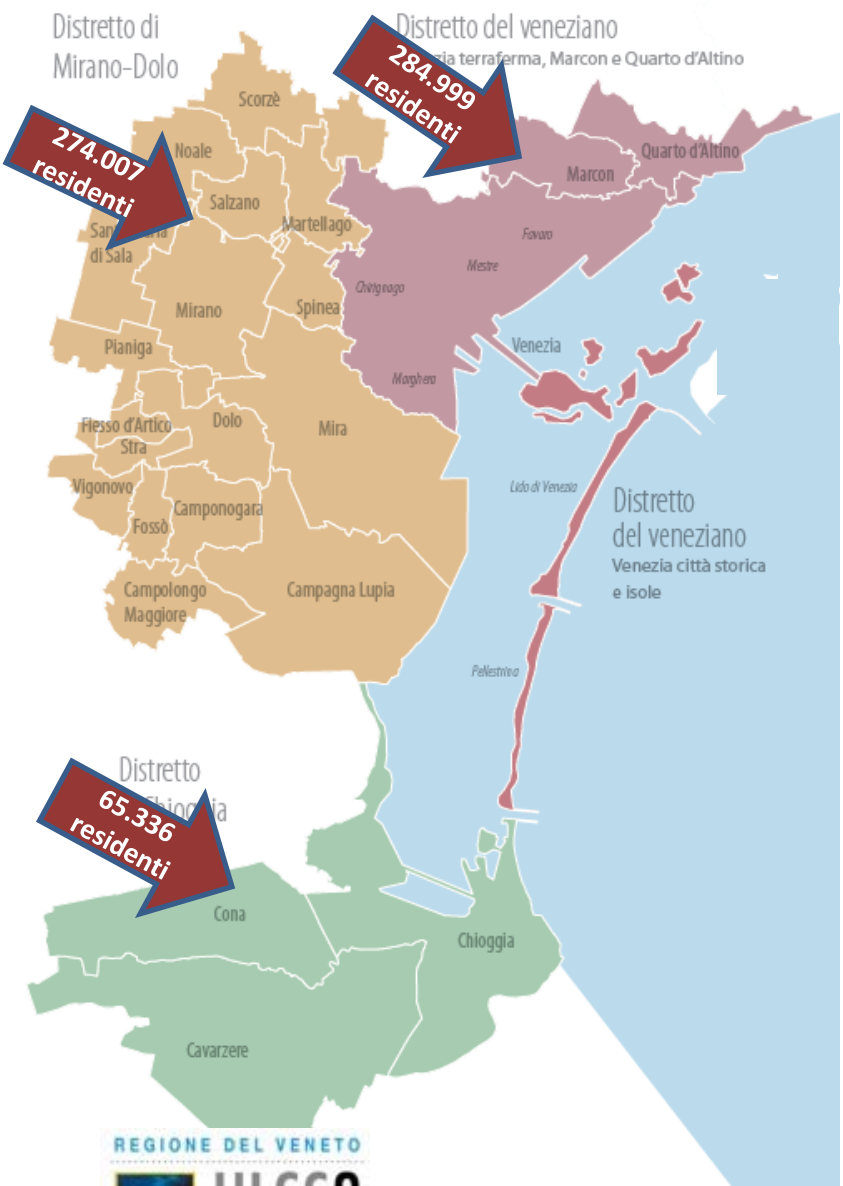 Distretto di
Mirano-Dolo
Distretto del veneziano
terraferma, Marcon e Quarto d'Altino
284.999
residenti
274.007
residenti
Scorzè
Noale
Salzano
Martellago
di Sala
Mirano
Spinea
Pianiga
Marcon
Quarto d'Altino
Favaro
Mestre
Chirignago
Marghera
Venezia
Fiesso d'Artico
Stra
Dolo
Mira
Vigonovo
Fossò
Camponogara
Campolongo
Maggiore
Campagna Lupia
Lido di Venezia
Distretto
del veneziano
Venezia città storica
e isole
Pellestrina
Distretto
65.336
residenti
Cona
Chioggia
Cavarzere
REGIONE DEL VENETO